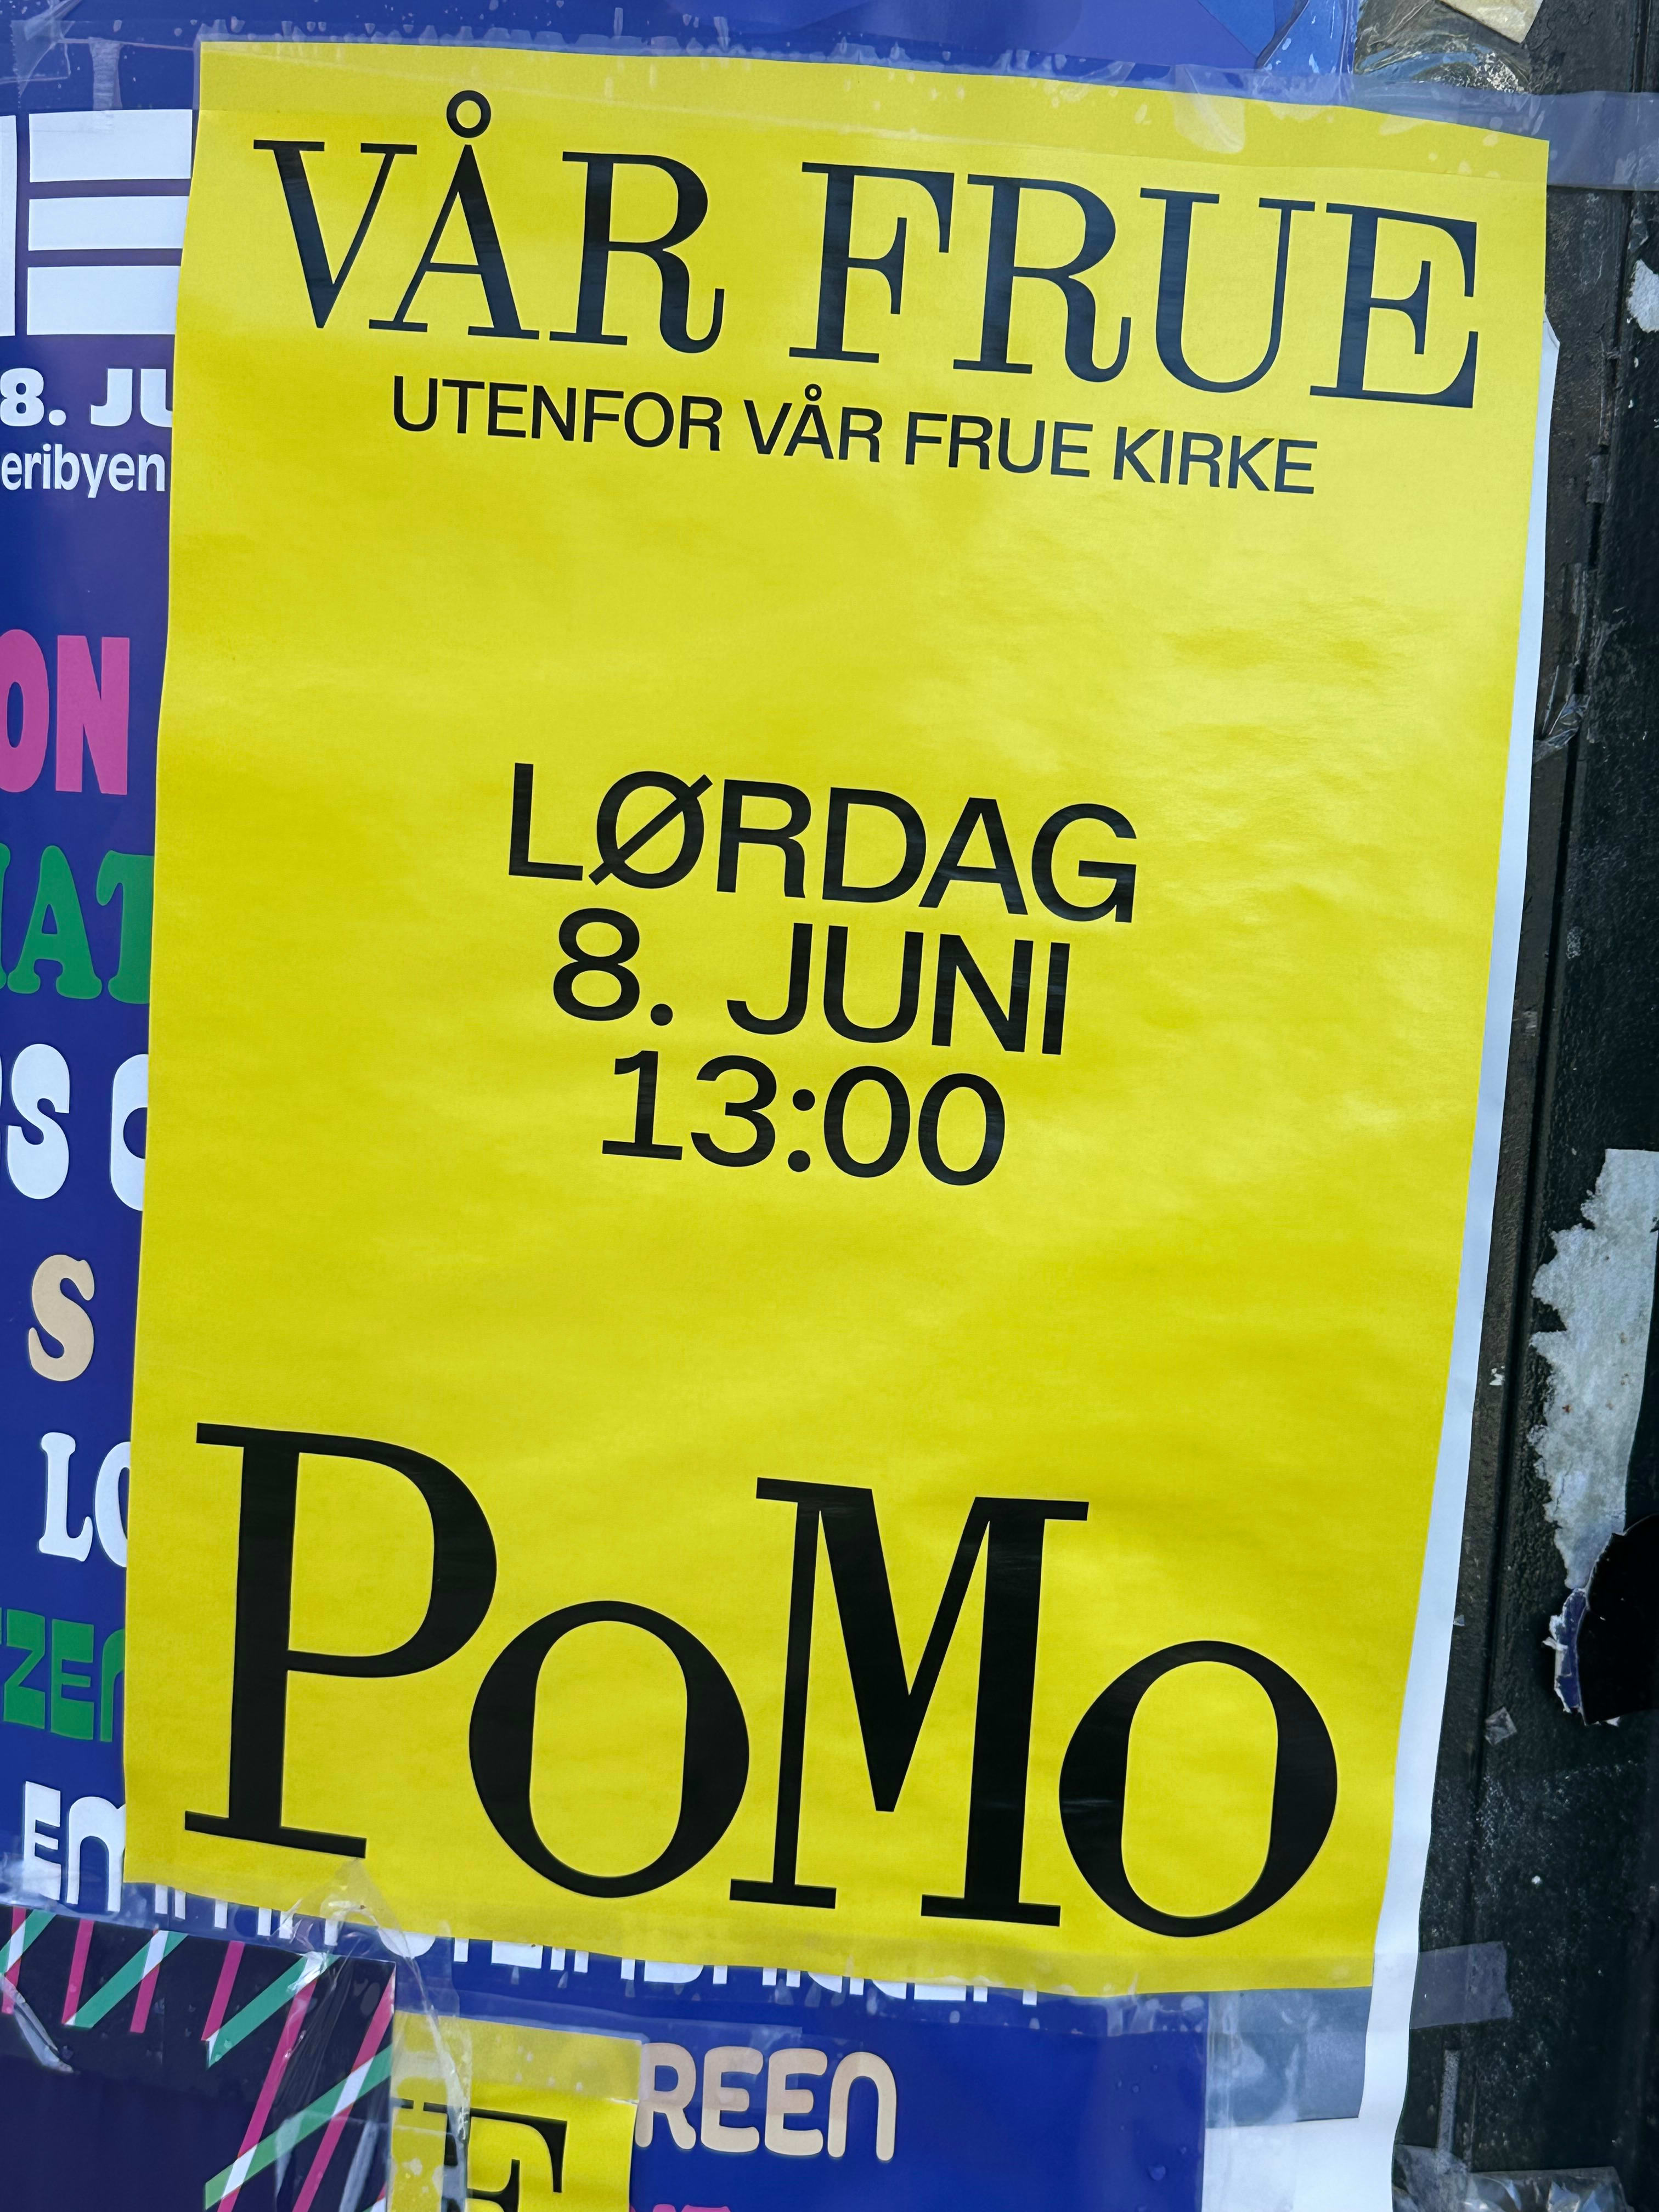 VÅR FRUE
UTENFOR VÅR FRUE KIRKE
LØRDAG
8. JUNI
13:00
PoMo
8. JU
eribyen
ON
S
REEN